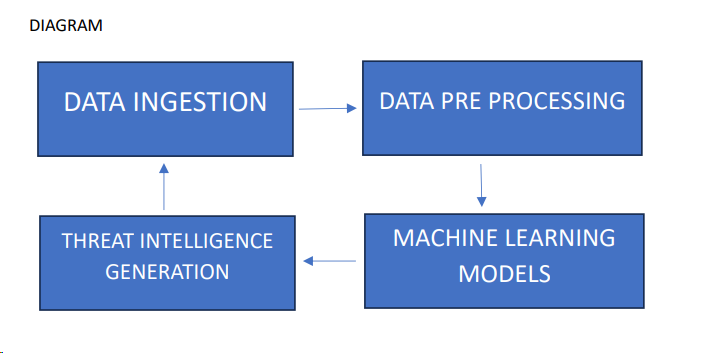 DIAGRAM
DATA INGESTION
DATA PRE PROCESSING
THREAT INTELLIGENCE
GENERATION
MACHINE LEARNING
MODELS